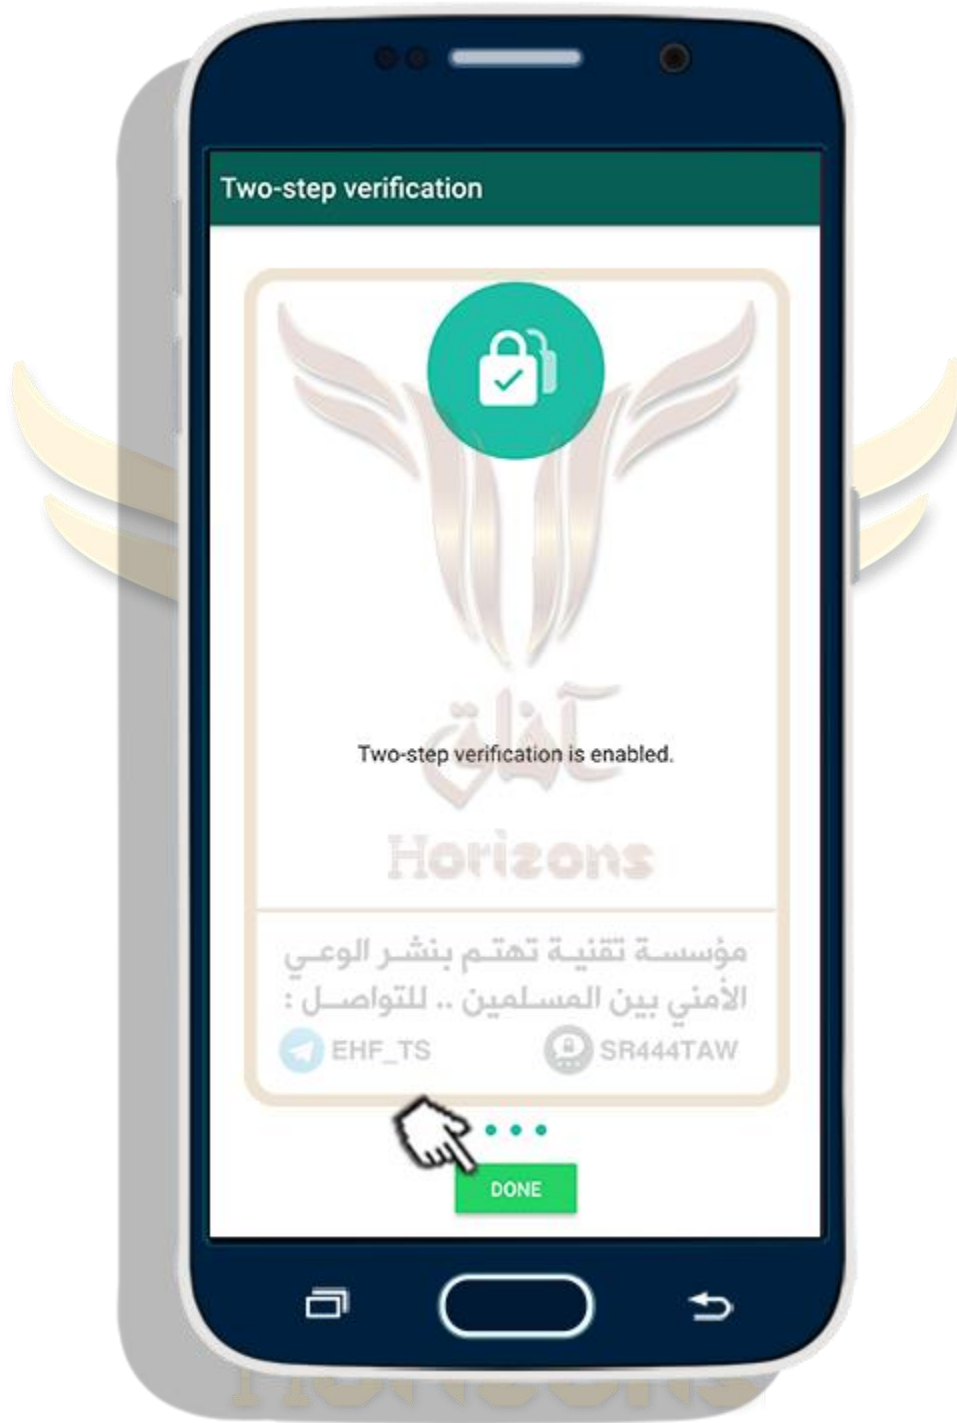 Two-step verification
آفاق
Two-step verification is enabled.
Horizons
مؤسسة تقنية تهتم بنشر الوعي
الأمني بين المسلمين .. للتواصل :
EHF_TS
SR444TAW
DONE
Horizons